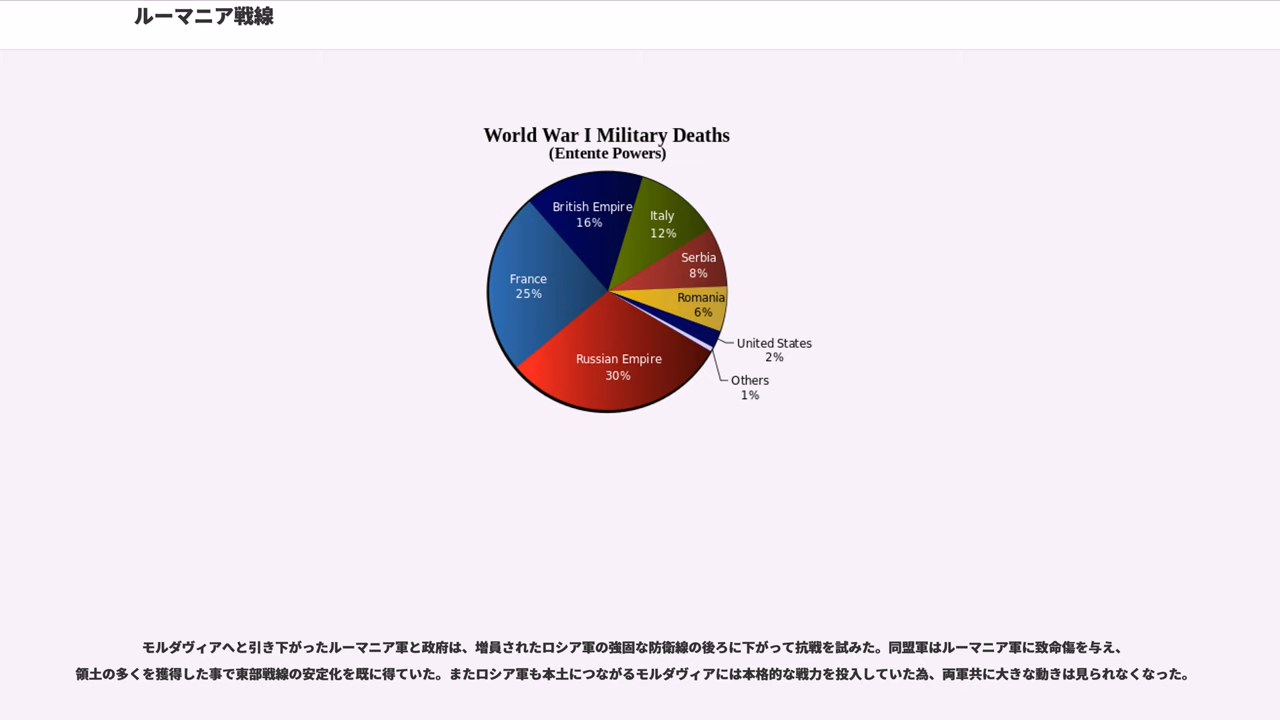 ルーマニア戦線
World War I Military Deaths
(Entente Powers)
British Empire
16%
Italy
12%
Serbia
8%
France
25%
Romania
6%
United States
2%
Russian Empire
30%
Others
1%
モルダヴィアへと引き下がったルーマニア軍と政府は、増員されたロシア軍の強固な防衛線の後ろに下がって抗戦を試みた。同盟軍はルーマニア軍に致命傷を与え、
領土の多くを獲得した事で東部戦線の安定化を既に得ていた。またロシア軍も本土につながるモルダヴィアには本格的な戦力を投入していた為、両軍共に大きな動きは見られなくなった。